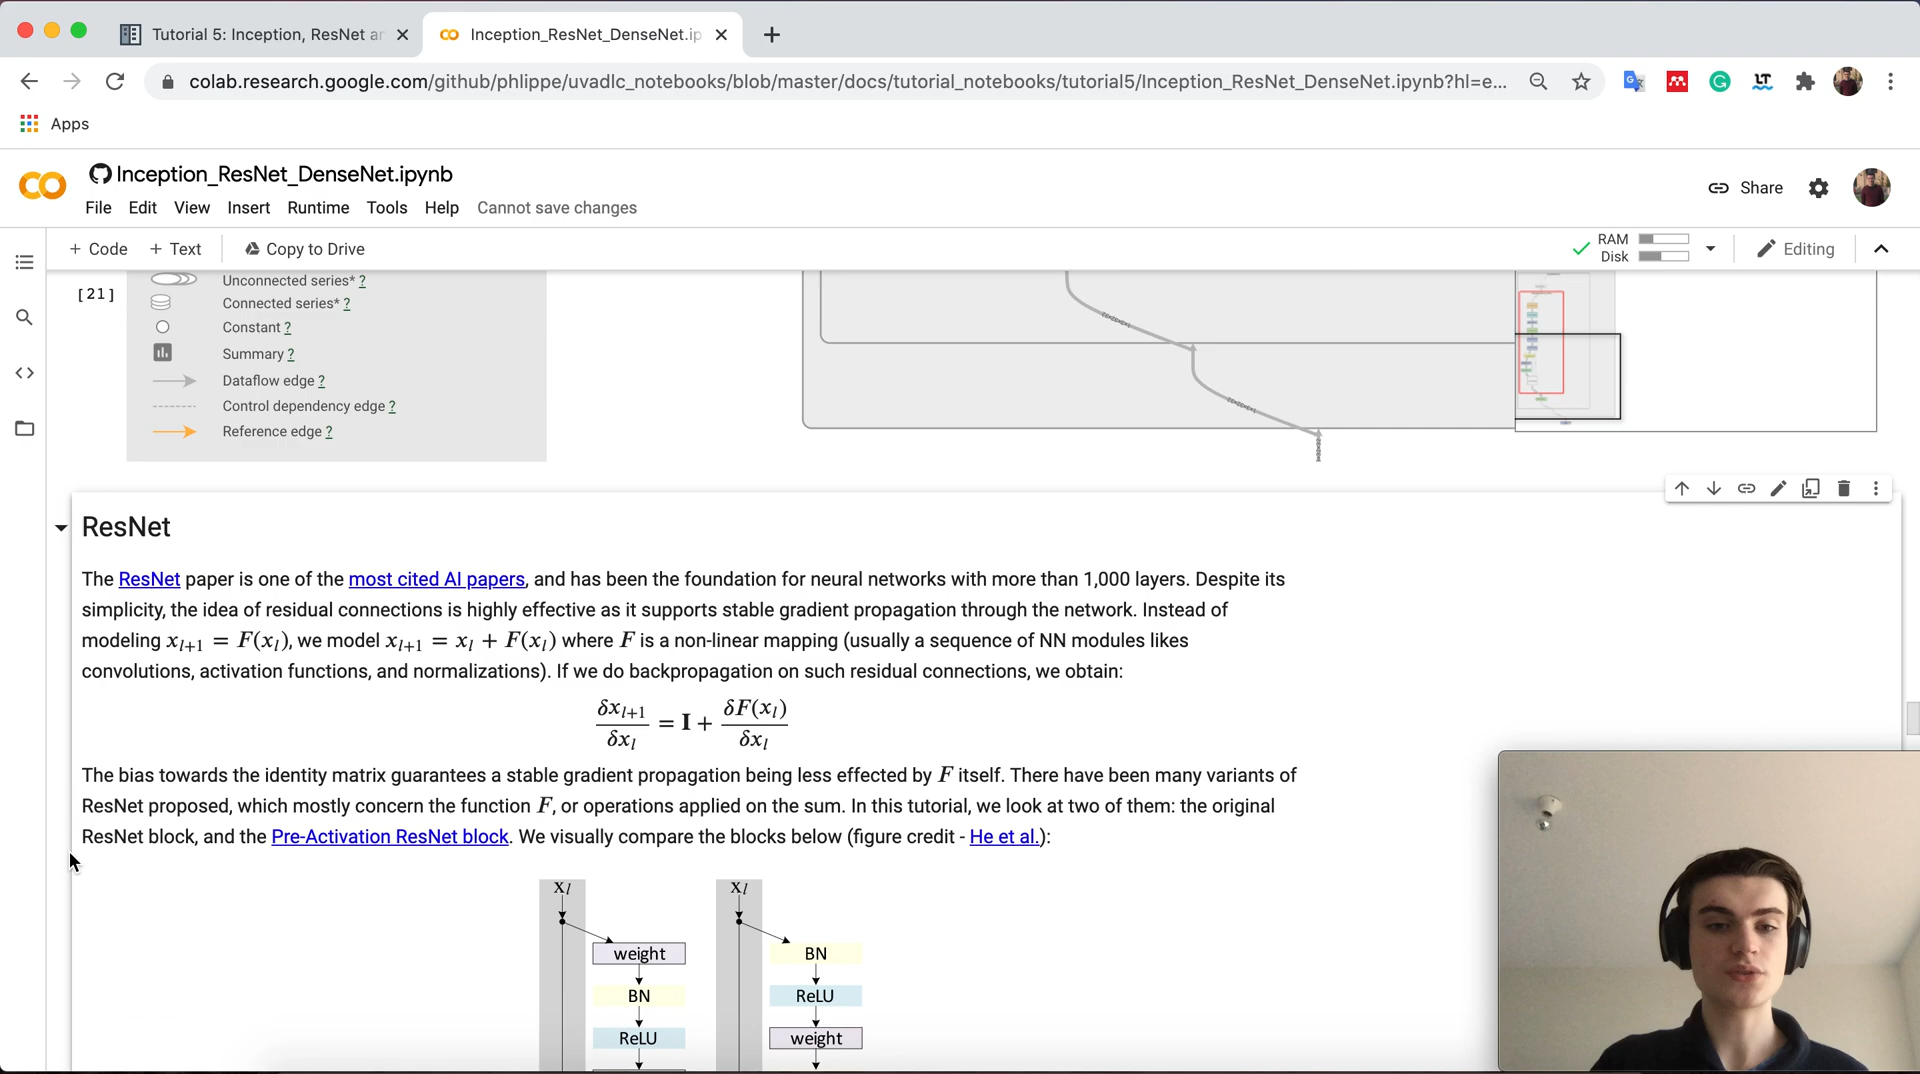 Tutorial 5: Inception, ResNet an
Inception_ResNet_DenseNet.ip
colab.research.google.com/github/phlippe/uvadlc_notebooks/blob/master/docs/tutorial_notebooks/tutorial5/Inception_ResNet_DenseNet.ipynb?hl=e...
Apps
Inception_ResNet_DenseNet.ipynb
File Edit View Insert Runtime Tools Help Cannot save changes
Share
+ Code + Text Copy to Drive
RAM
Disk
Editing
[21]
Unconnected series* ?
Connected series* ?
Constant ?
Summary ?
Dataflow edge ?
Control dependency edge ?
Reference edge ?
ResNet
The ResNet paper is one of the most cited AI papers, and has been the foundation for neural networks with more than 1,000 layers. Despite its
simplicity, the idea of residual connections is highly effective as it supports stable gradient propagation through the network. Instead of
modeling x_{l+1} = F(x_l), we model x_{l+1} = x_l + F(x_l) where F is a non-linear mapping (usually a sequence of NN modules likes
convolutions, activation functions, and normalizations). If we do backpropagation on such residual connections, we obtain:
δx_{l+1}/δx_l = I + δF(x_l)/δx_l
The bias towards the identity matrix guarantees a stable gradient propagation being less effected by F itself. There have been many variants of
ResNet proposed, which mostly concern the function F, or operations applied on the sum. In this tutorial, we look at two of them: the original
ResNet block, and the Pre-Activation ResNet block. We visually compare the blocks below (figure credit - He et al.):
x_l x_l
weight BN
BN ReLU
ReLU weight